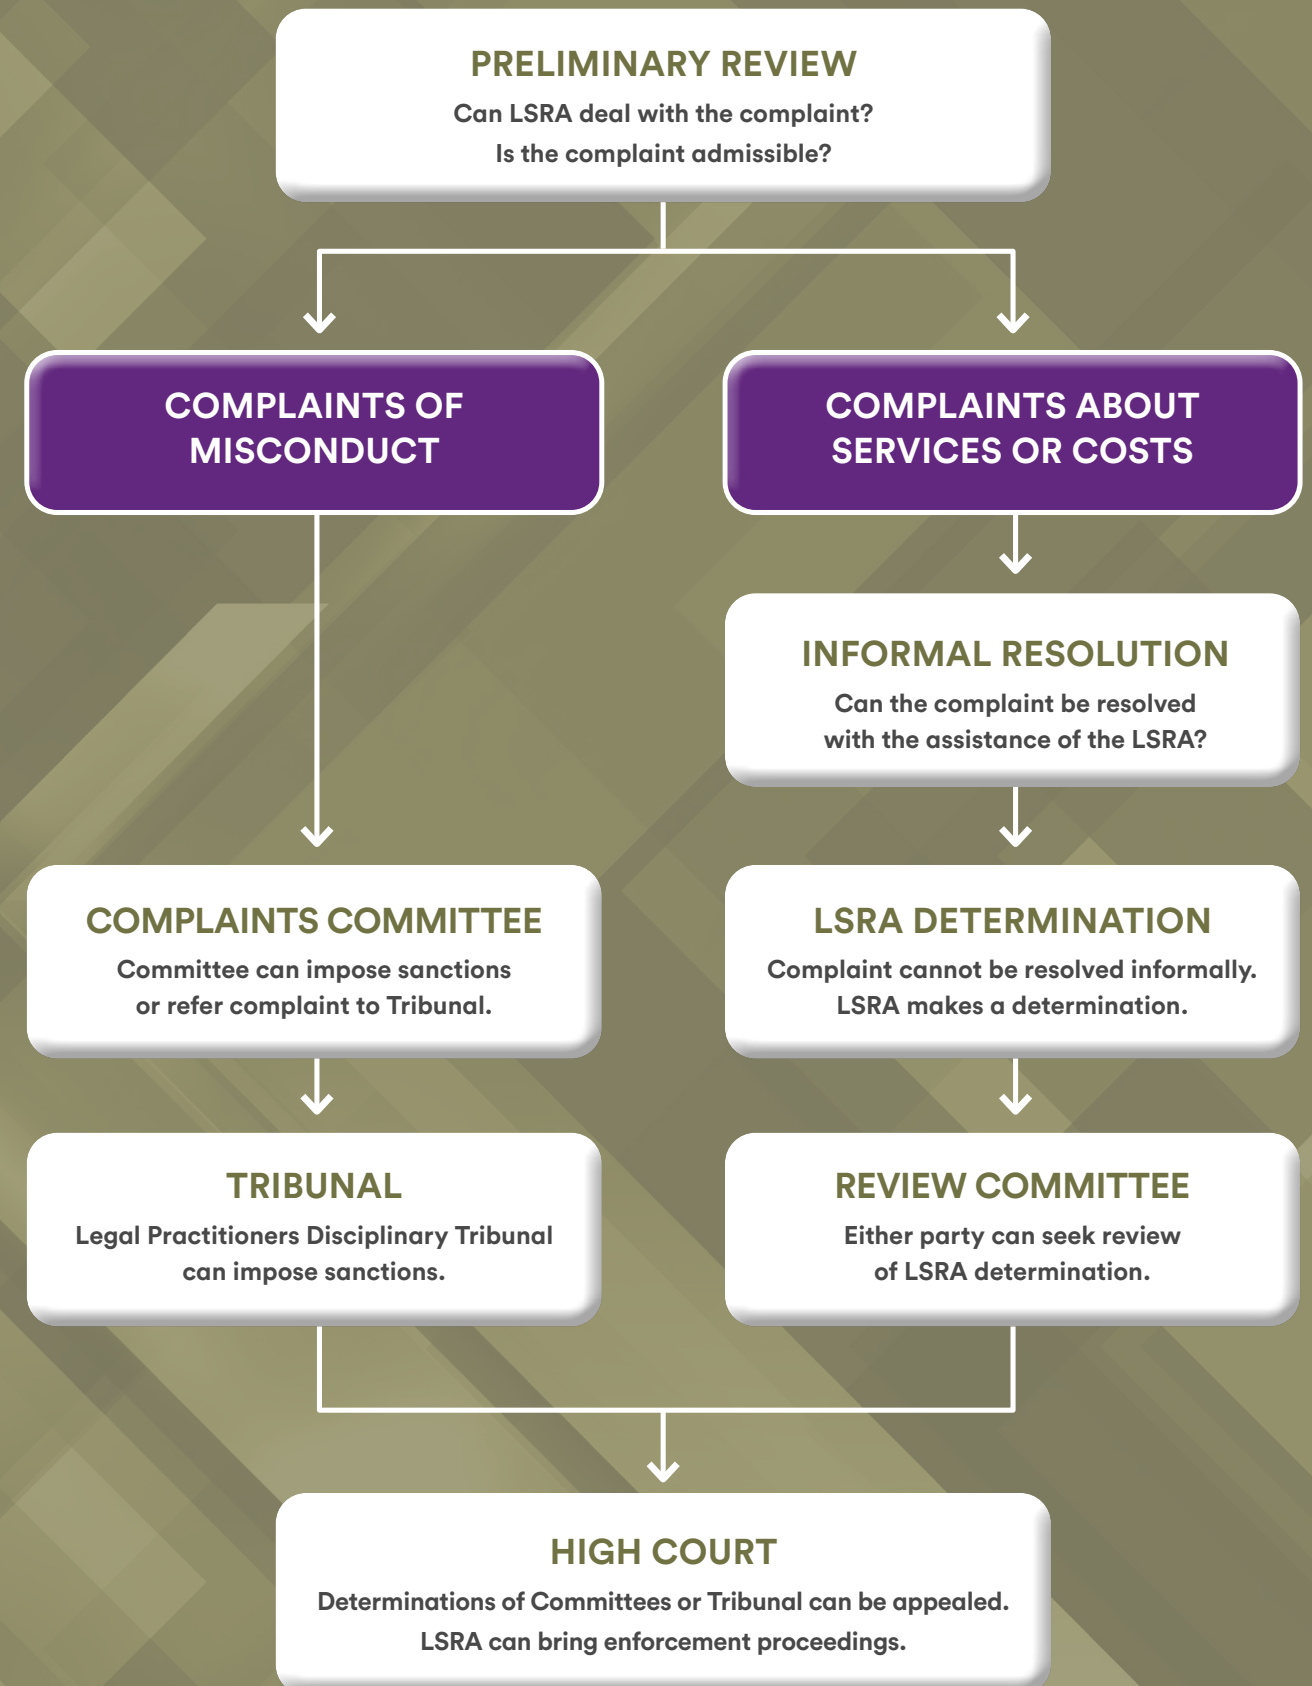 PRELIMINARY REVIEW
Can LSRA deal with the complaint?
Is the complaint admissible?
COMPLAINTS OF
MISCONDUCT
COMPLAINTS ABOUT
SERVICES OR COSTS
INFORMAL RESOLUTION
Can the complaint be resolved
with the assistance of the LSRA?
COMPLAINTS COMMITTEE
Committee can impose sanctions
or refer complaint to Tribunal.
LSRA DETERMINATION
Complaint cannot be resolved informally.
LSRA makes a determination.
TRIBUNAL
Legal Practitioners Disciplinary Tribunal
can impose sanctions.
REVIEW COMMITTEE
Either party can seek review
of LSRA determination.
HIGH COURT
Determinations of Committees or Tribunal can be appealed.
LSRA can bring enforcement proceedings.